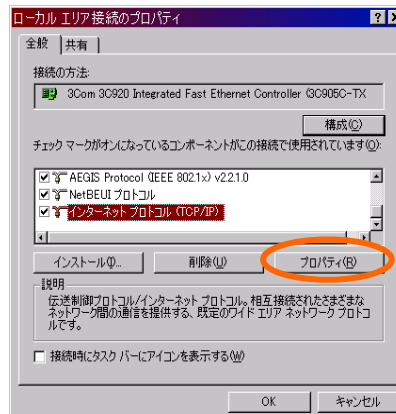 ローカル エリア接続のプロパティ
全般
共有
接続の方法:
3Com 3C920 Integrated Fast Ethernet Controller (3C905C-TX
構成(C)
チェック マークがオンになっているコンポーネントがこの接続で使用されています(O):
AEGIS Protocol (IEEE 802.1x) v2.2.1.0
NetBEUI プロトコル
インターネット プロトコル (TCP/IP)
インストール(I)...
削除(U)
プロパティ(R)
説明
伝送制御プロトコル/インターネット プロトコル。相互接続されたさまざまな
ネットワーク間の通信を提供する、既定のワイド エリア ネットワーク プロトコ
ルです。
接続時にタスク バーにアイコンを表示する(W)
OK
キャンセル